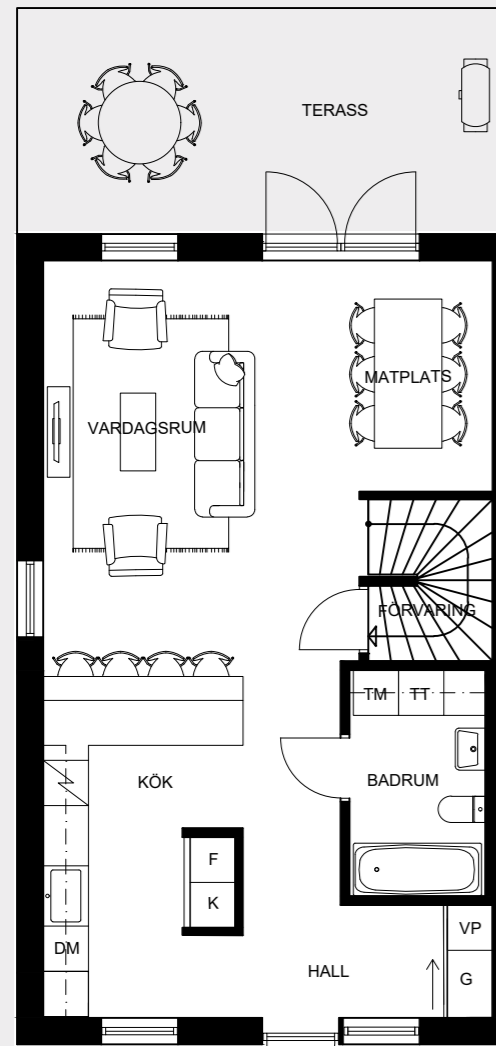 TERASS
MATPLATS
VARDAGSRUM
FÖRVARING
TM TT
BADRUM
KÖK
F
K
DM
HALL
VP
G